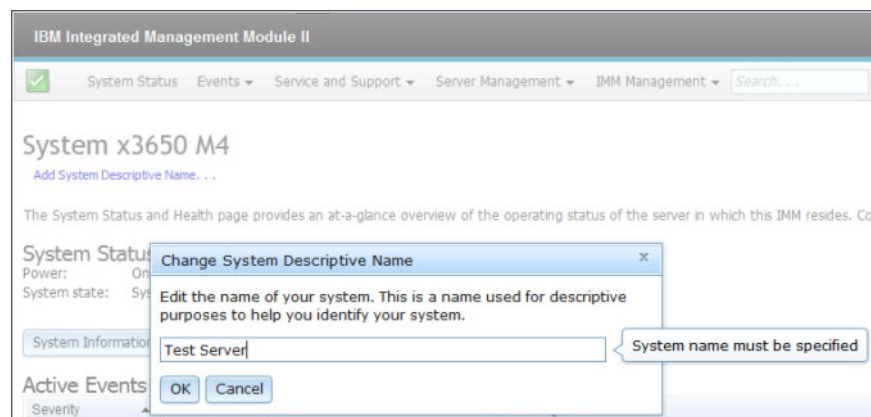 IBM Integrated Management Module II
System Status Events Service and Support Server Management IMM Management Search. . .
System x3650 M4
Add System Descriptive Name. . .
The System Status and Health page provides an at-a-glance overview of the operating status of the server in which this IMM resides. Co
System Status
Power: On
System state: Sys
Change System Descriptive Name x
Edit the name of your system. This is a name used for descriptive
purposes to help you identify your system.
Test Server
System name must be specified
OK Cancel
System Information
Active Events
Severity